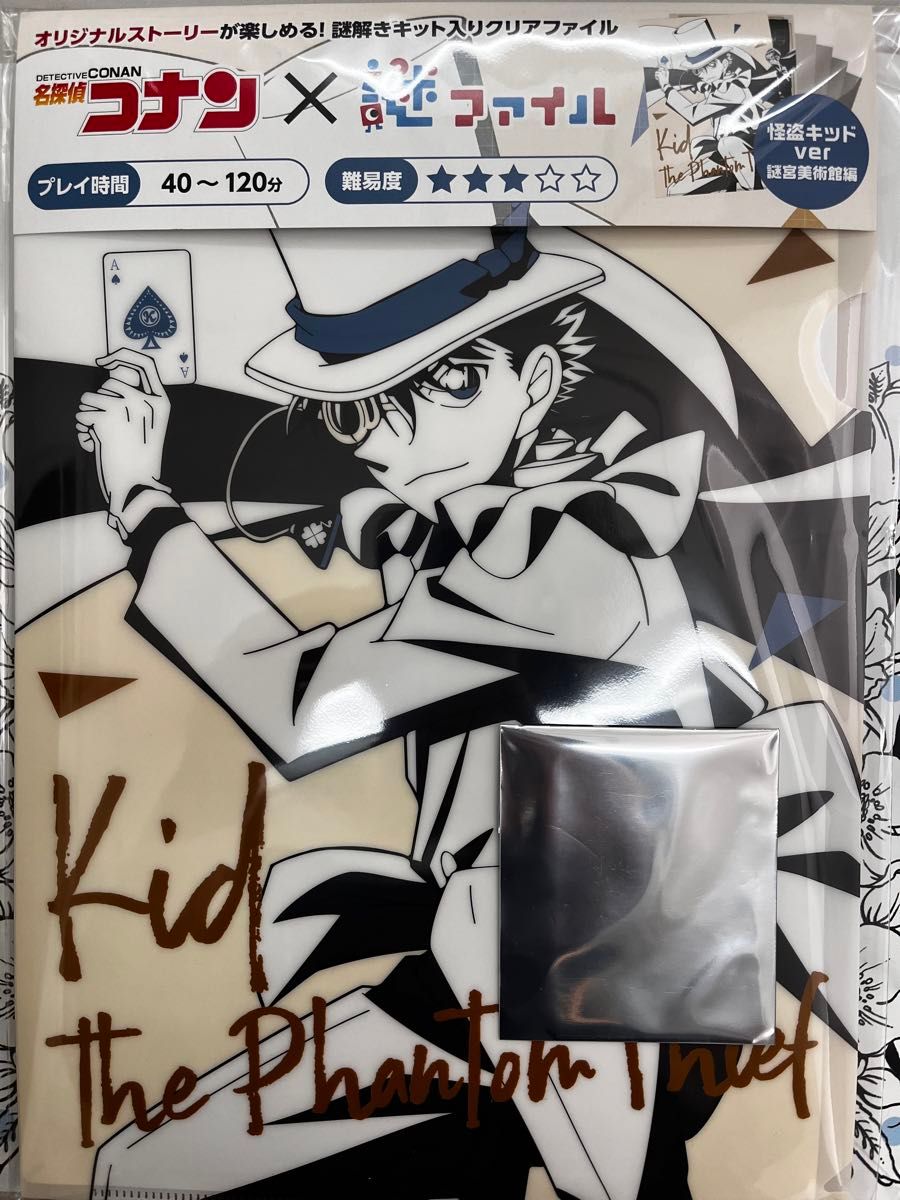 オリジナルストーリーが楽しめる！謎解きキット入りクリアファイル
DETECTIVE CONAN
名探偵
コナン × 謎ファイル
プレイ時間 40～120分
難易度 ★★★☆☆
Kid
the Phantom T
怪盗キッド
ver
謎宮美術館編
A
A
Kid
the Phantom Thief